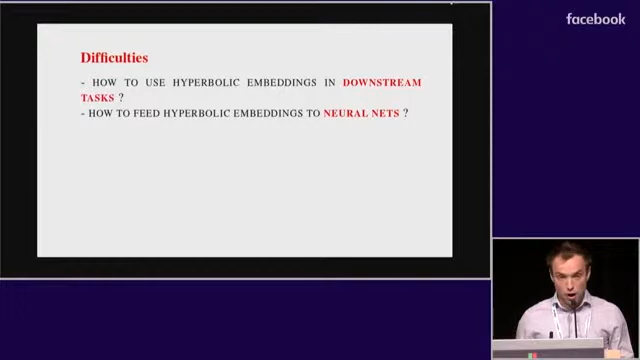 facebook
Difficulties
- HOW TO USE HYPERBOLIC EMBEDDINGS IN DOWNSTREAM
TASKS ?
- HOW TO FEED HYPERBOLIC EMBEDDINGS TO NEURAL NETS ?